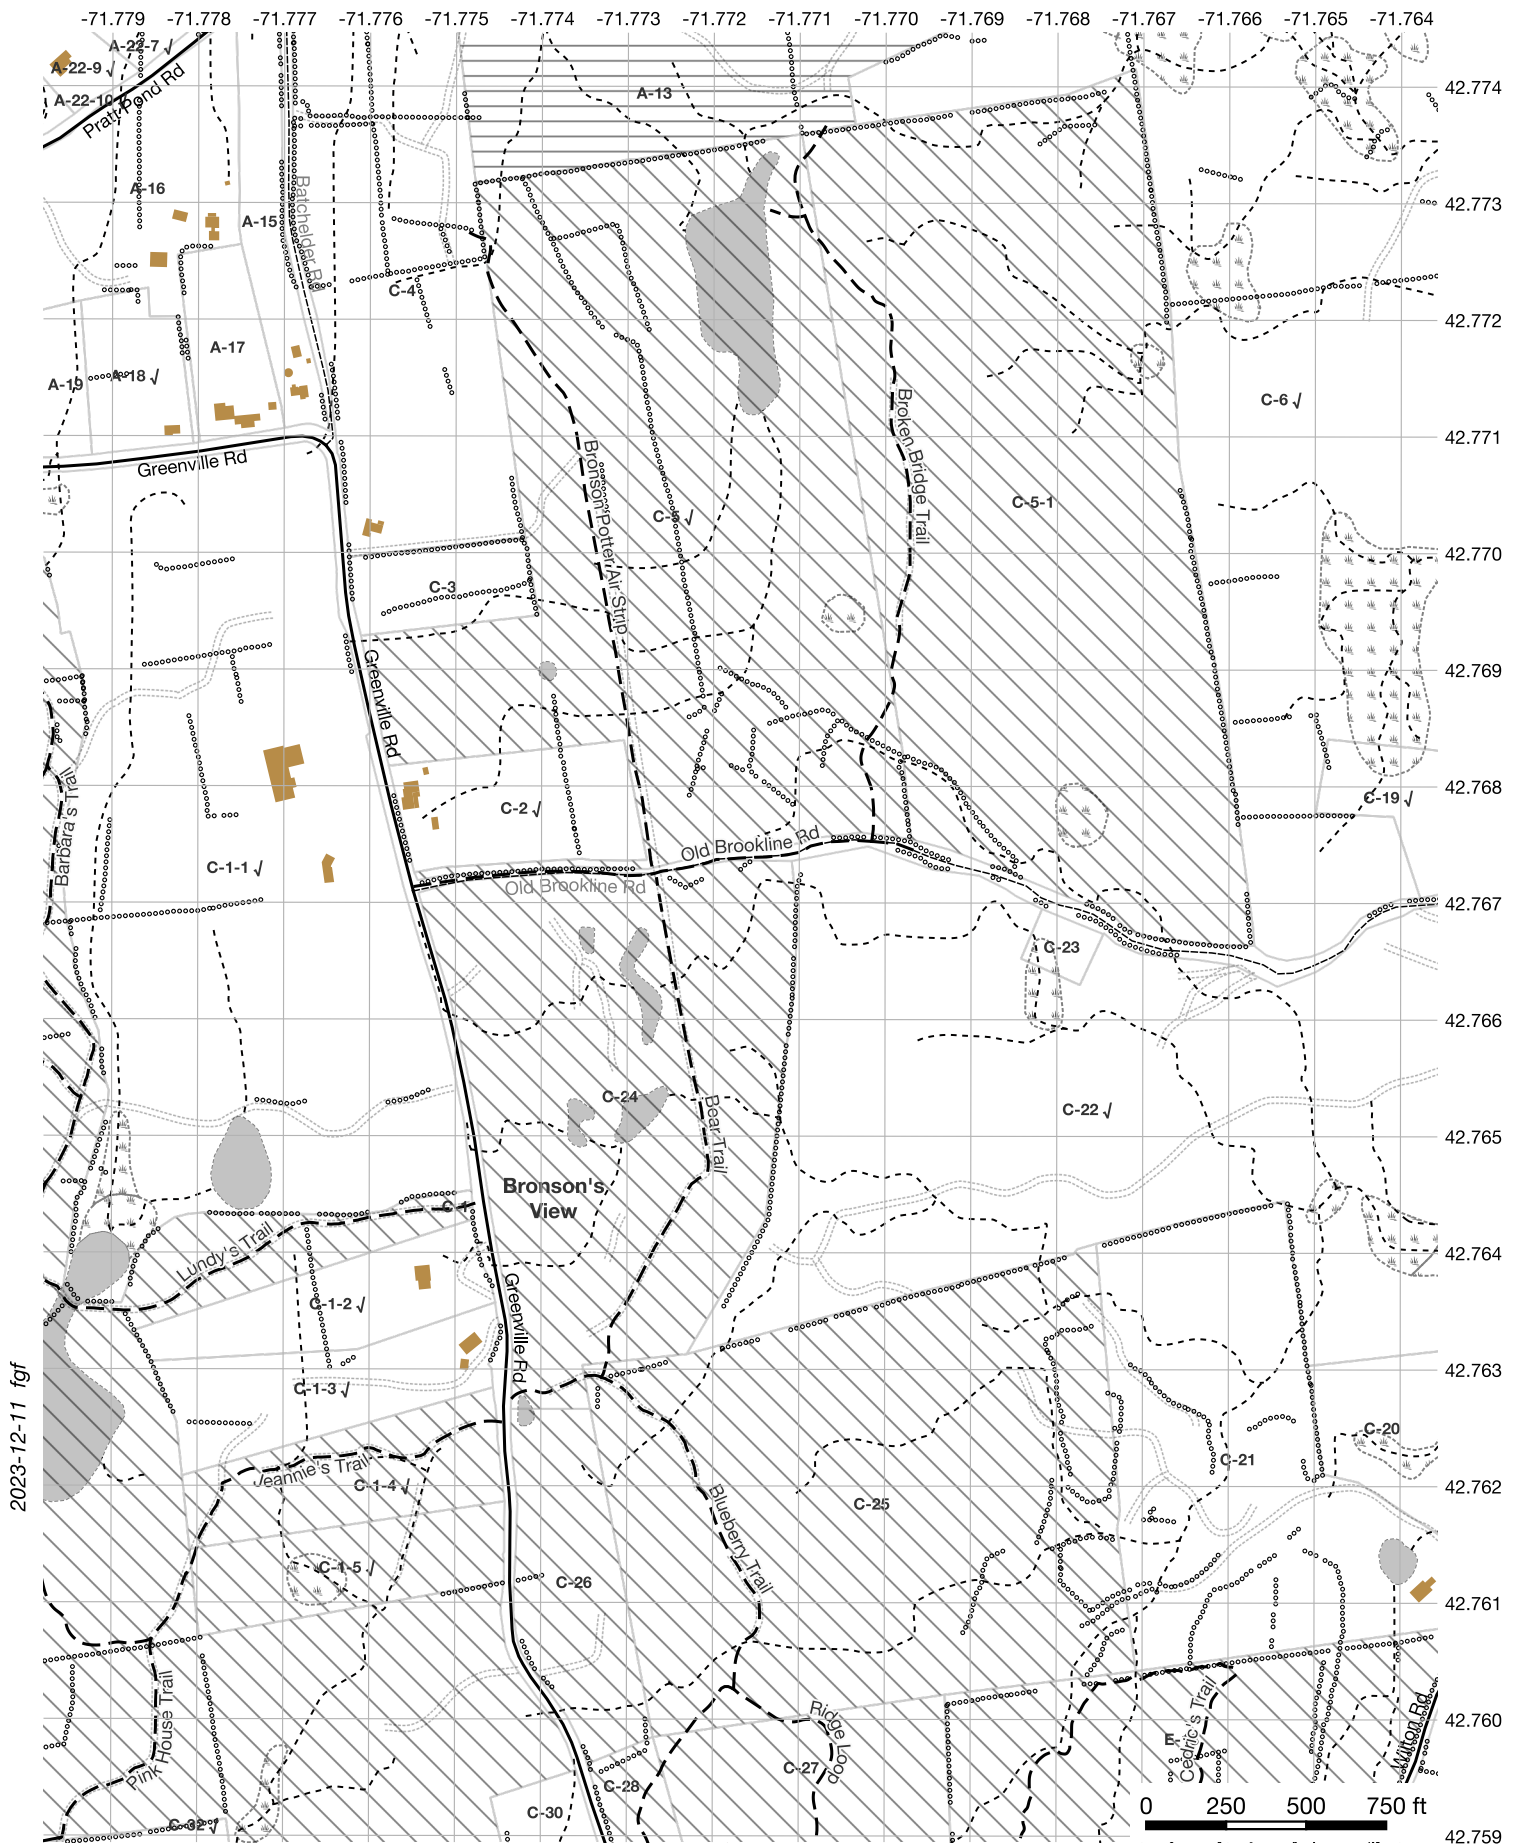 -71.779 -71.778 -71.777 -71.776 -71.775 -71.774 -71.773 -71.772 -71.771 -71.770 -71.769 -71.768 -71.767 -71.766 -71.765 -71.764
A-22-7 √
A-22-9 √
A-22-10
Pratt Pond Rd
A-13
42.774
A-16
A-15
Batchelder Rd
42.773
C-4
42.772
A-17
A-19
A-18 √
C-6 √
Greenville Rd
42.771
Bronson Potter Air Strip
Broken Bridge Trail
C-5 √
C-5-1
42.770
C-3
42.769
Greenville Rd
Barbara's Trail
C-2 √
C-19 √
42.768
C-1-1 √
Old Brookline Rd
Old Brookline Rd
42.767
C-23
42.766
C-24
Bear Trail
C-22 √
42.765
Bronson's
View
C-1
Lundy's Trail
42.764
C-1-2 √
Greenville Rd
42.763
C-1-3 √
2023-12-11 fgf
C-20
C-21
Jeannie's Trail
C-1-4 √
Blueberry Trail
C-25
42.762
C-1-5 √
C-26
42.761
Pink House Trail
Ridge Loop
E-
Cedric's Trail
Wilton Rd
42.760
C-27
C-28
C-30
C-32 √
0 250 500 750 ft
42.759